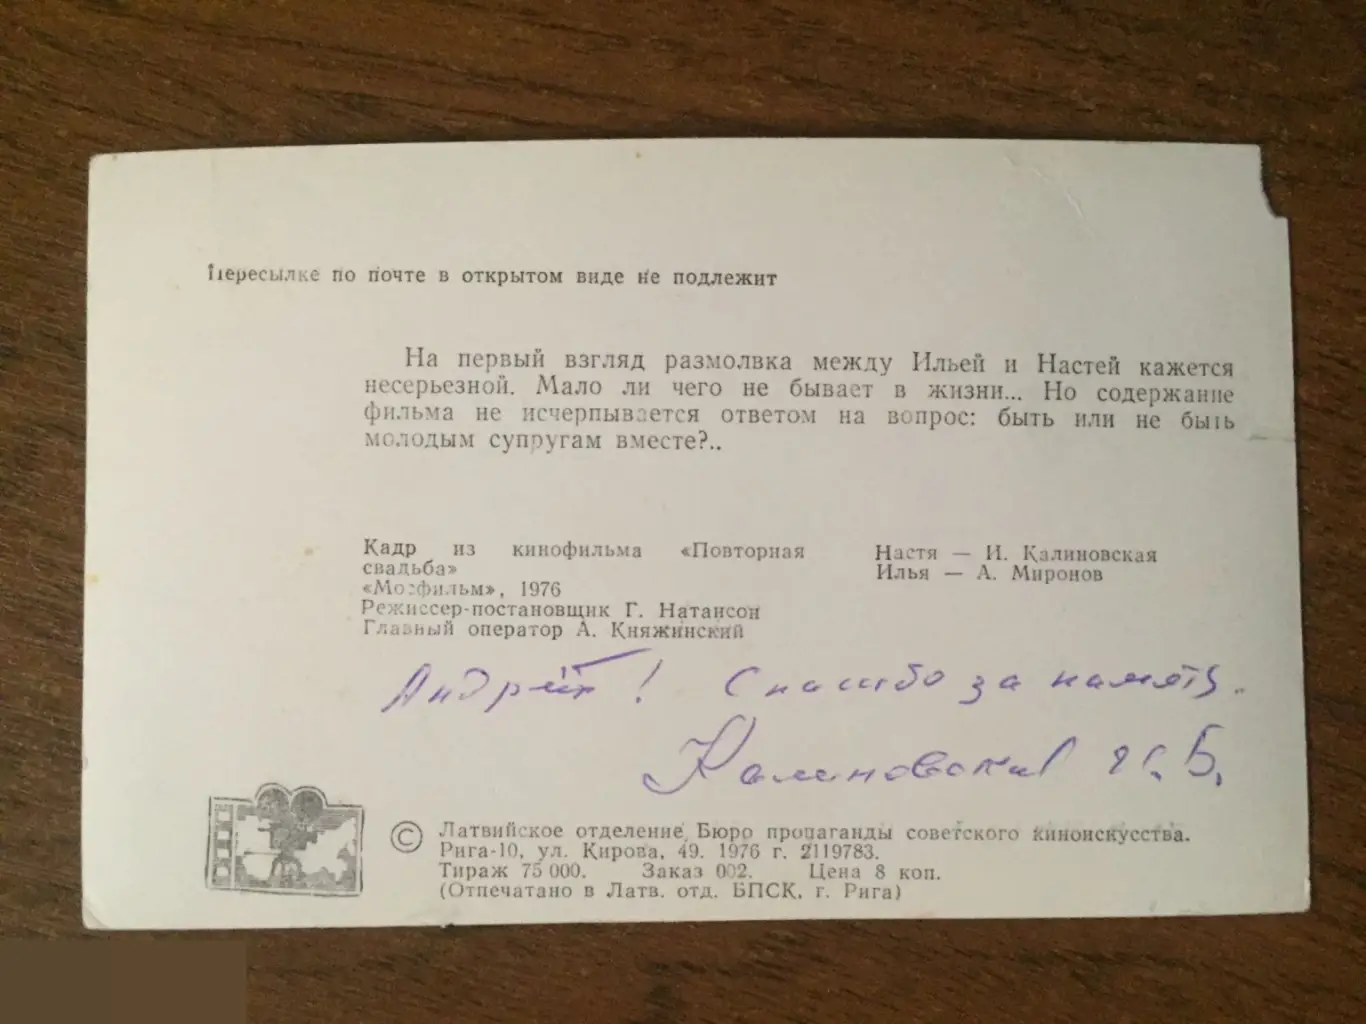 Пересылке по почте в открытом виде не подлежит
На первый взгляд размолвка между Ильей и Настей кажется
несерьезной. Мало ли чего не бывает в жизни... Но содержание
фильма не исчерпывается ответом на вопрос: быть или не быть
молодым супругам вместе?..
Кадр из кинофильма «Повторная
свадьба»
«Мосфильм», 1976
Режиссер-постановщик Г. Натансон
Главный оператор А. Княжинский
Настя — И. Калиновская
Илья — А. Миронов
Андрей! Спасибо за память.
Калиновская И. Б.
© Латвийское отделение Бюро пропаганды советского киноискусства.
Рига-10, ул. Кирова, 49. 1976 г. 2119783.
Тираж 75 000. Заказ 002. Цена 8 коп.
(Отпечатано в Латв. отд. БПСК, г. Рига)